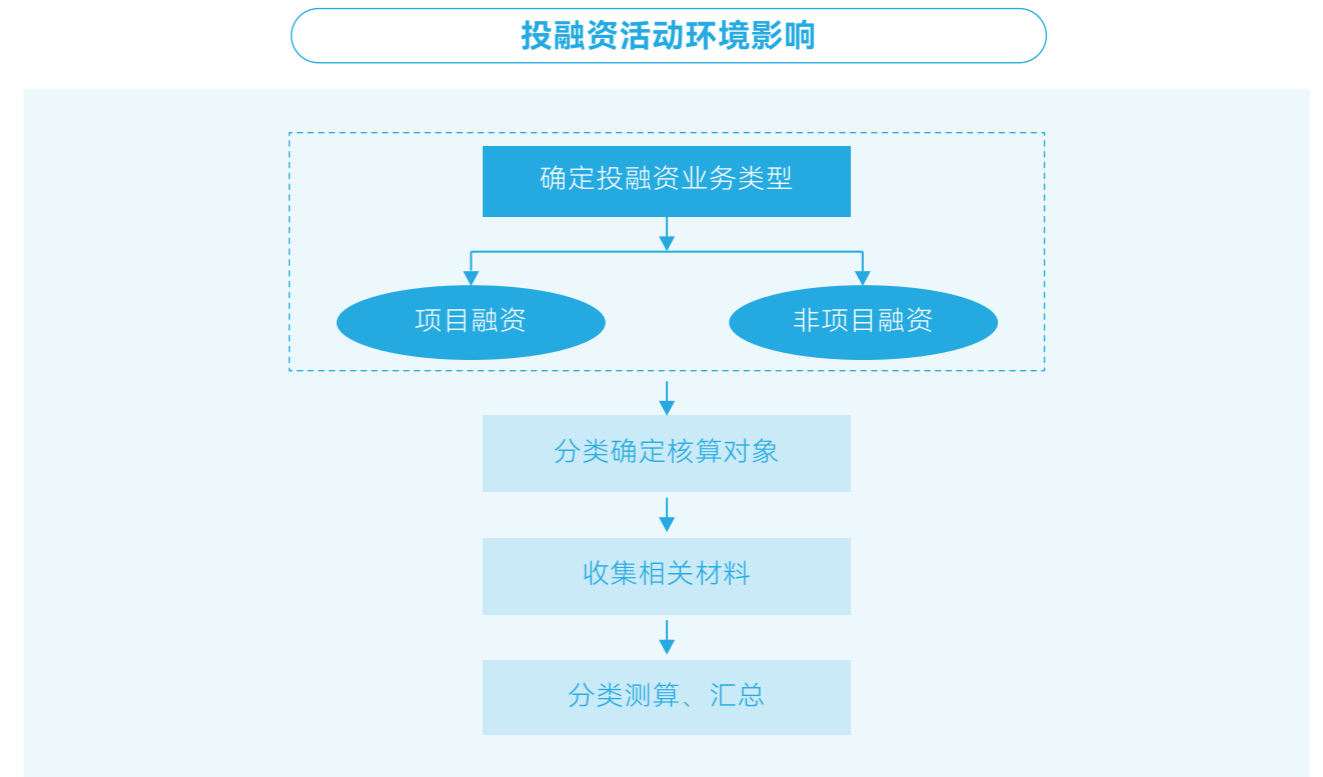 投融资活动环境影响
确定投融资业务类型
项目融资
非项目融资
分类确定核算对象
收集相关材料
分类测算、汇总